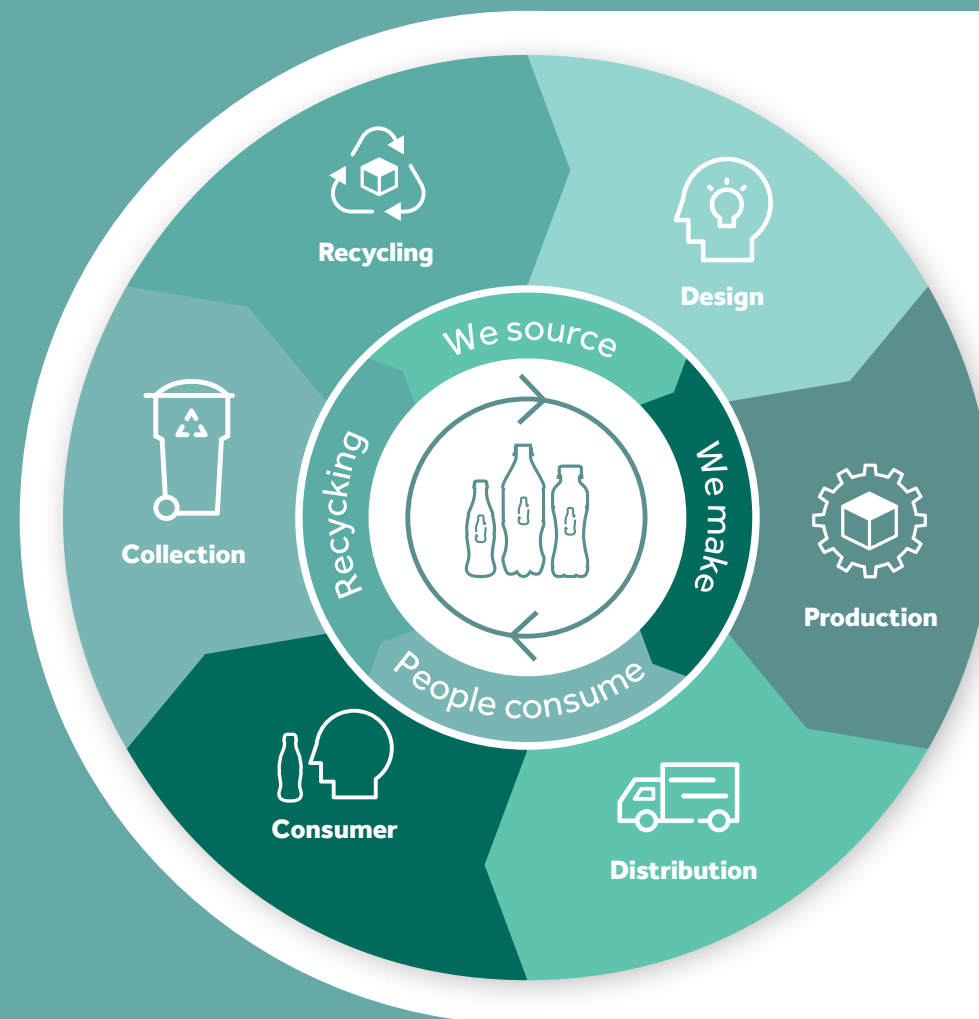 Recycling
Design
We source
Recycking
We make
Collection
Production
People consume
Consumer
Distribution